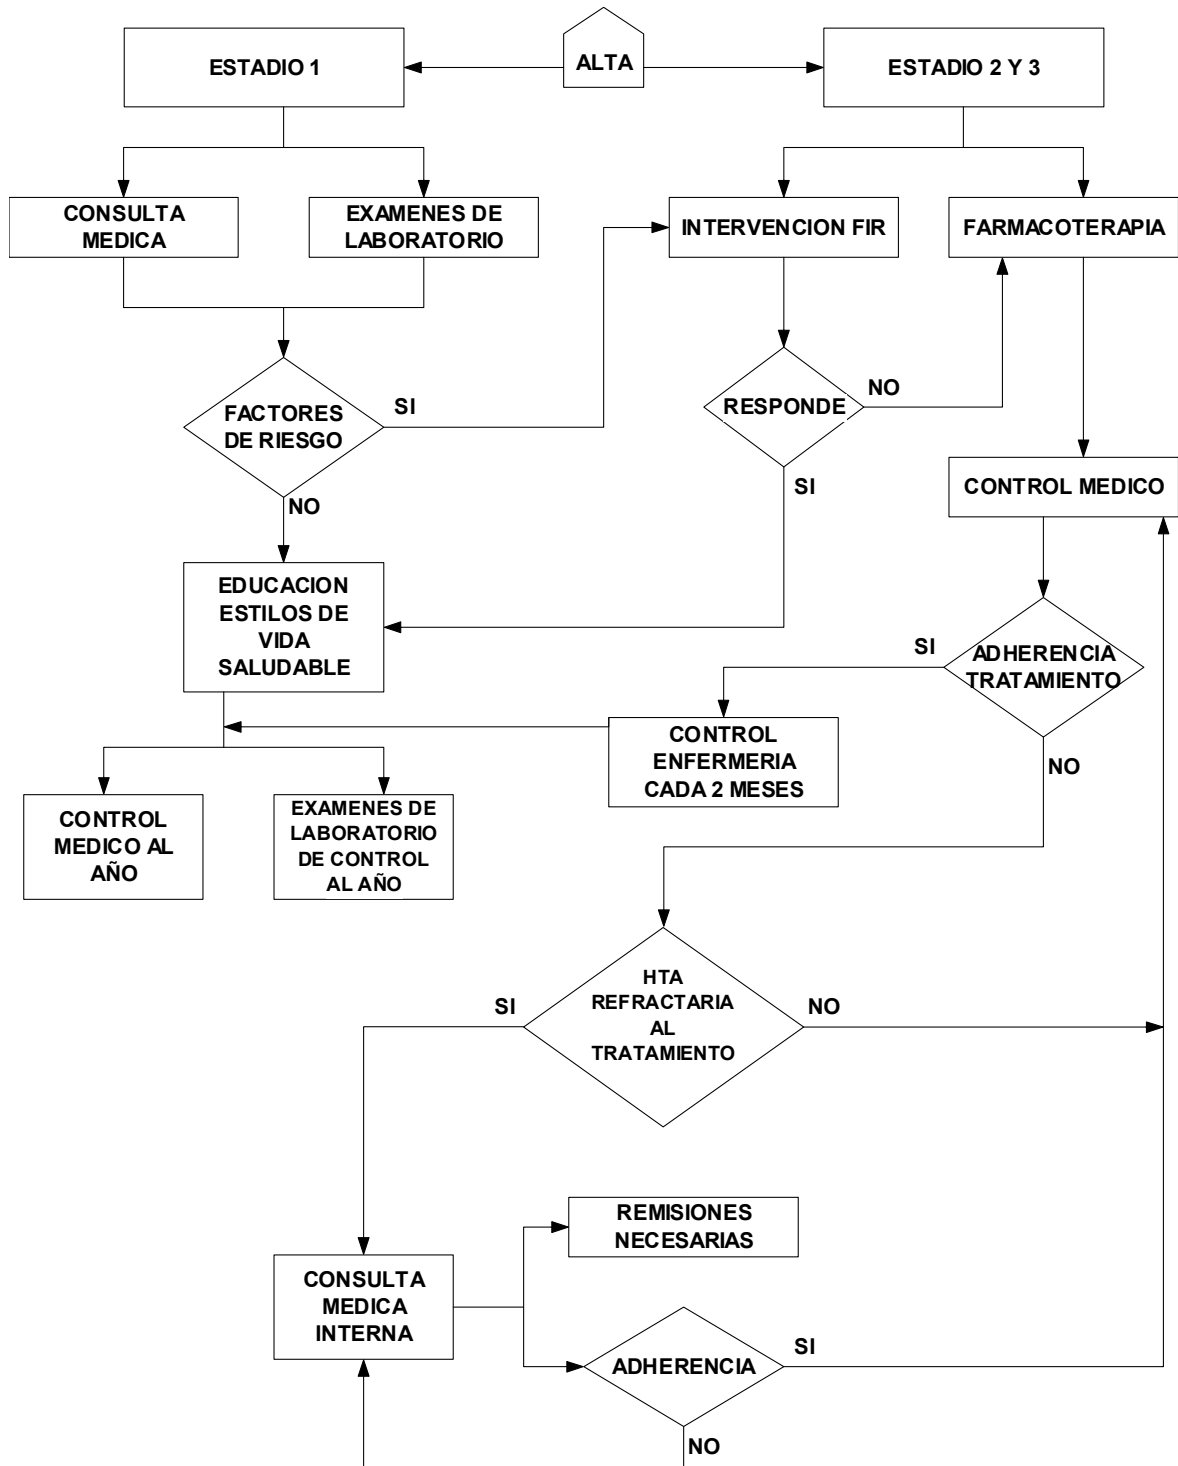 ESTADIO 1
ALTA
ESTADIO 2 Y 3
CONSULTA
MEDICA
EXAMENES DE
LABORATORIO
INTERVENCION FIR
FARMACOTERAPIA
FACTORES
DE RIESGO
SI
RESPONDE
NO
NO
SI
CONTROL MEDICO
EDUCACION
ESTILOS DE
VIDA
SALUDABLE
SI
ADHERENCIA
TRATAMIENTO
NO
CONTROL
ENFERMERIA
CADA 2 MESES
CONTROL
MEDICO AL
AÑO
EXAMENES DE
LABORATORIO
DE CONTROL
AL AÑO
SI
HTA
REFRACTARIA
AL
TRATAMIENTO
NO
REMISIONES
NECESARIAS
CONSULTA
MEDICA
INTERNA
ADHERENCIA
SI
NO